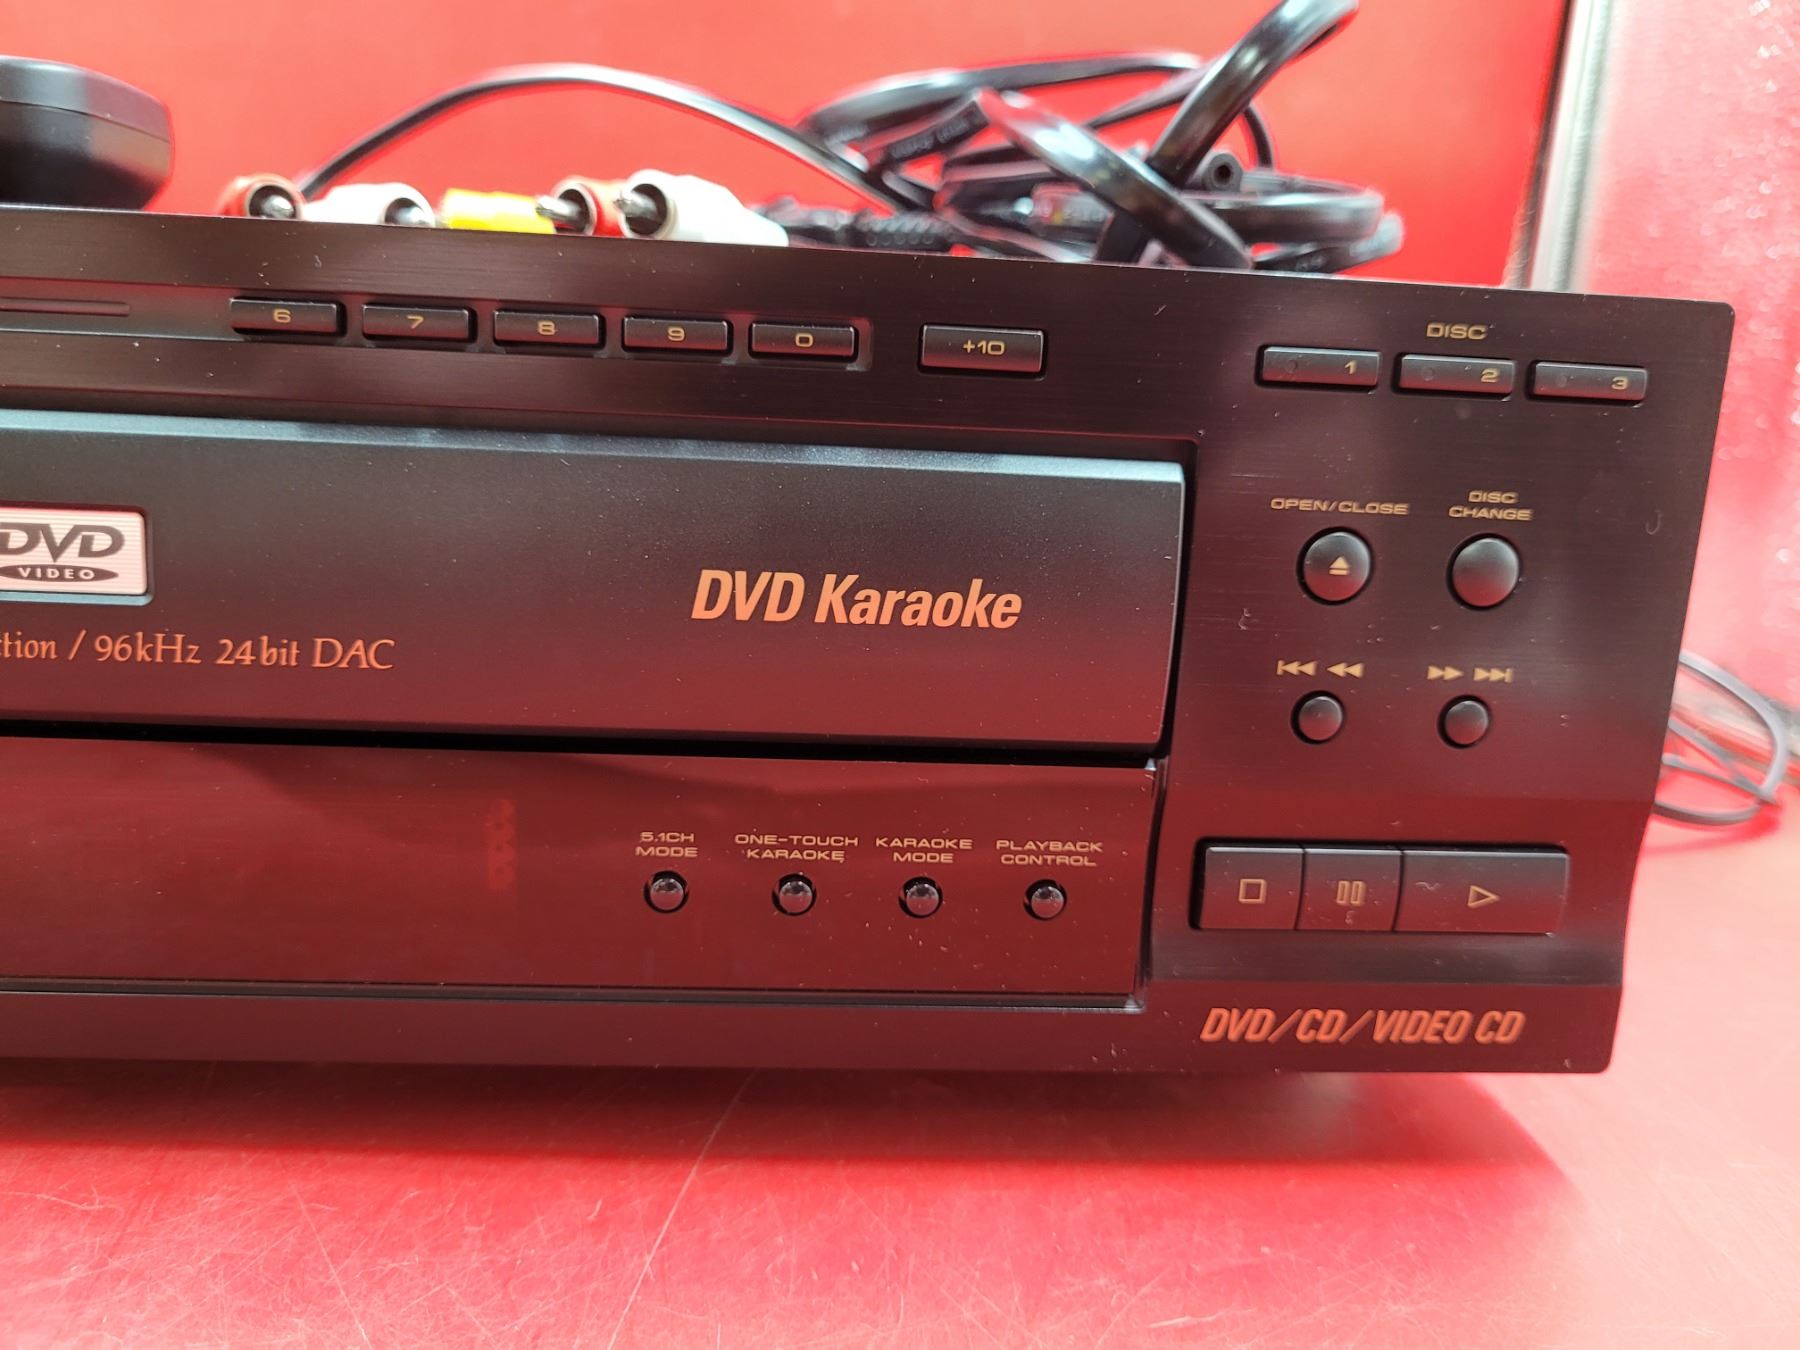 6 7 8 9 0 +10
DISC
1 2 3
OPEN/CLOSE
DISC
CHANGE
DVD
VIDEO
DVD Karaoke
/ 96kHz 24bit DAC
5.1CH
MODE
ONE-TOUCH
KARAOKE
KARAOKE
MODE
PLAYBACK
CONTROL
DVD/CD/VIDEO CD